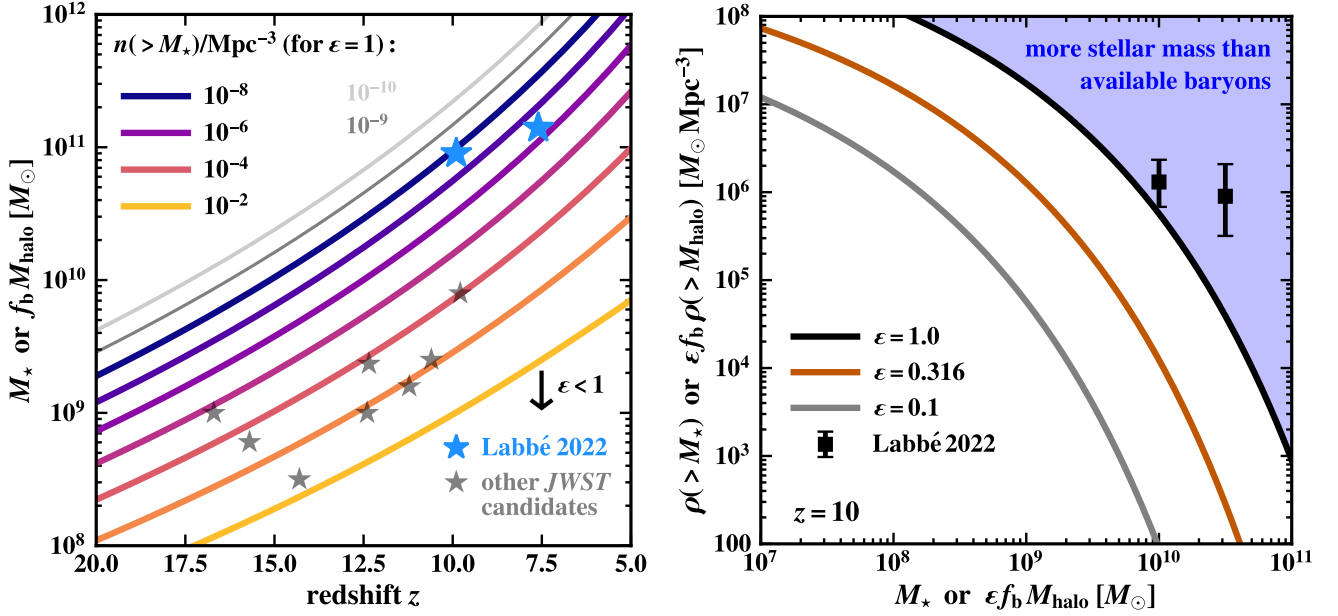 n(>M⋆)/Mpc⁻³ (for ε=1) :
10⁻⁸
10⁻⁶
10⁻⁴
10⁻²
10⁻¹⁰
10⁻⁹
ε<1
Labbé 2022
other JWST
candidates
M⋆ or f_b M_halo [M⊙]
10¹²
10¹¹
10¹⁰
10⁹
10⁸
20.0 17.5 15.0 12.5 10.0 7.5 5.0
redshift z
more stellar mass than
available baryons
ε=1.0
ε=0.316
ε=0.1
Labbé 2022
z=10
ρ(>M⋆) or εf_b ρ(>M_halo) [M⊙ Mpc⁻³]
10⁸
10⁷
10⁶
10⁵
10⁴
10³
100
10⁷ 10⁸ 10⁹ 10¹⁰ 10¹¹
M⋆ or εf_b M_halo [M⊙]